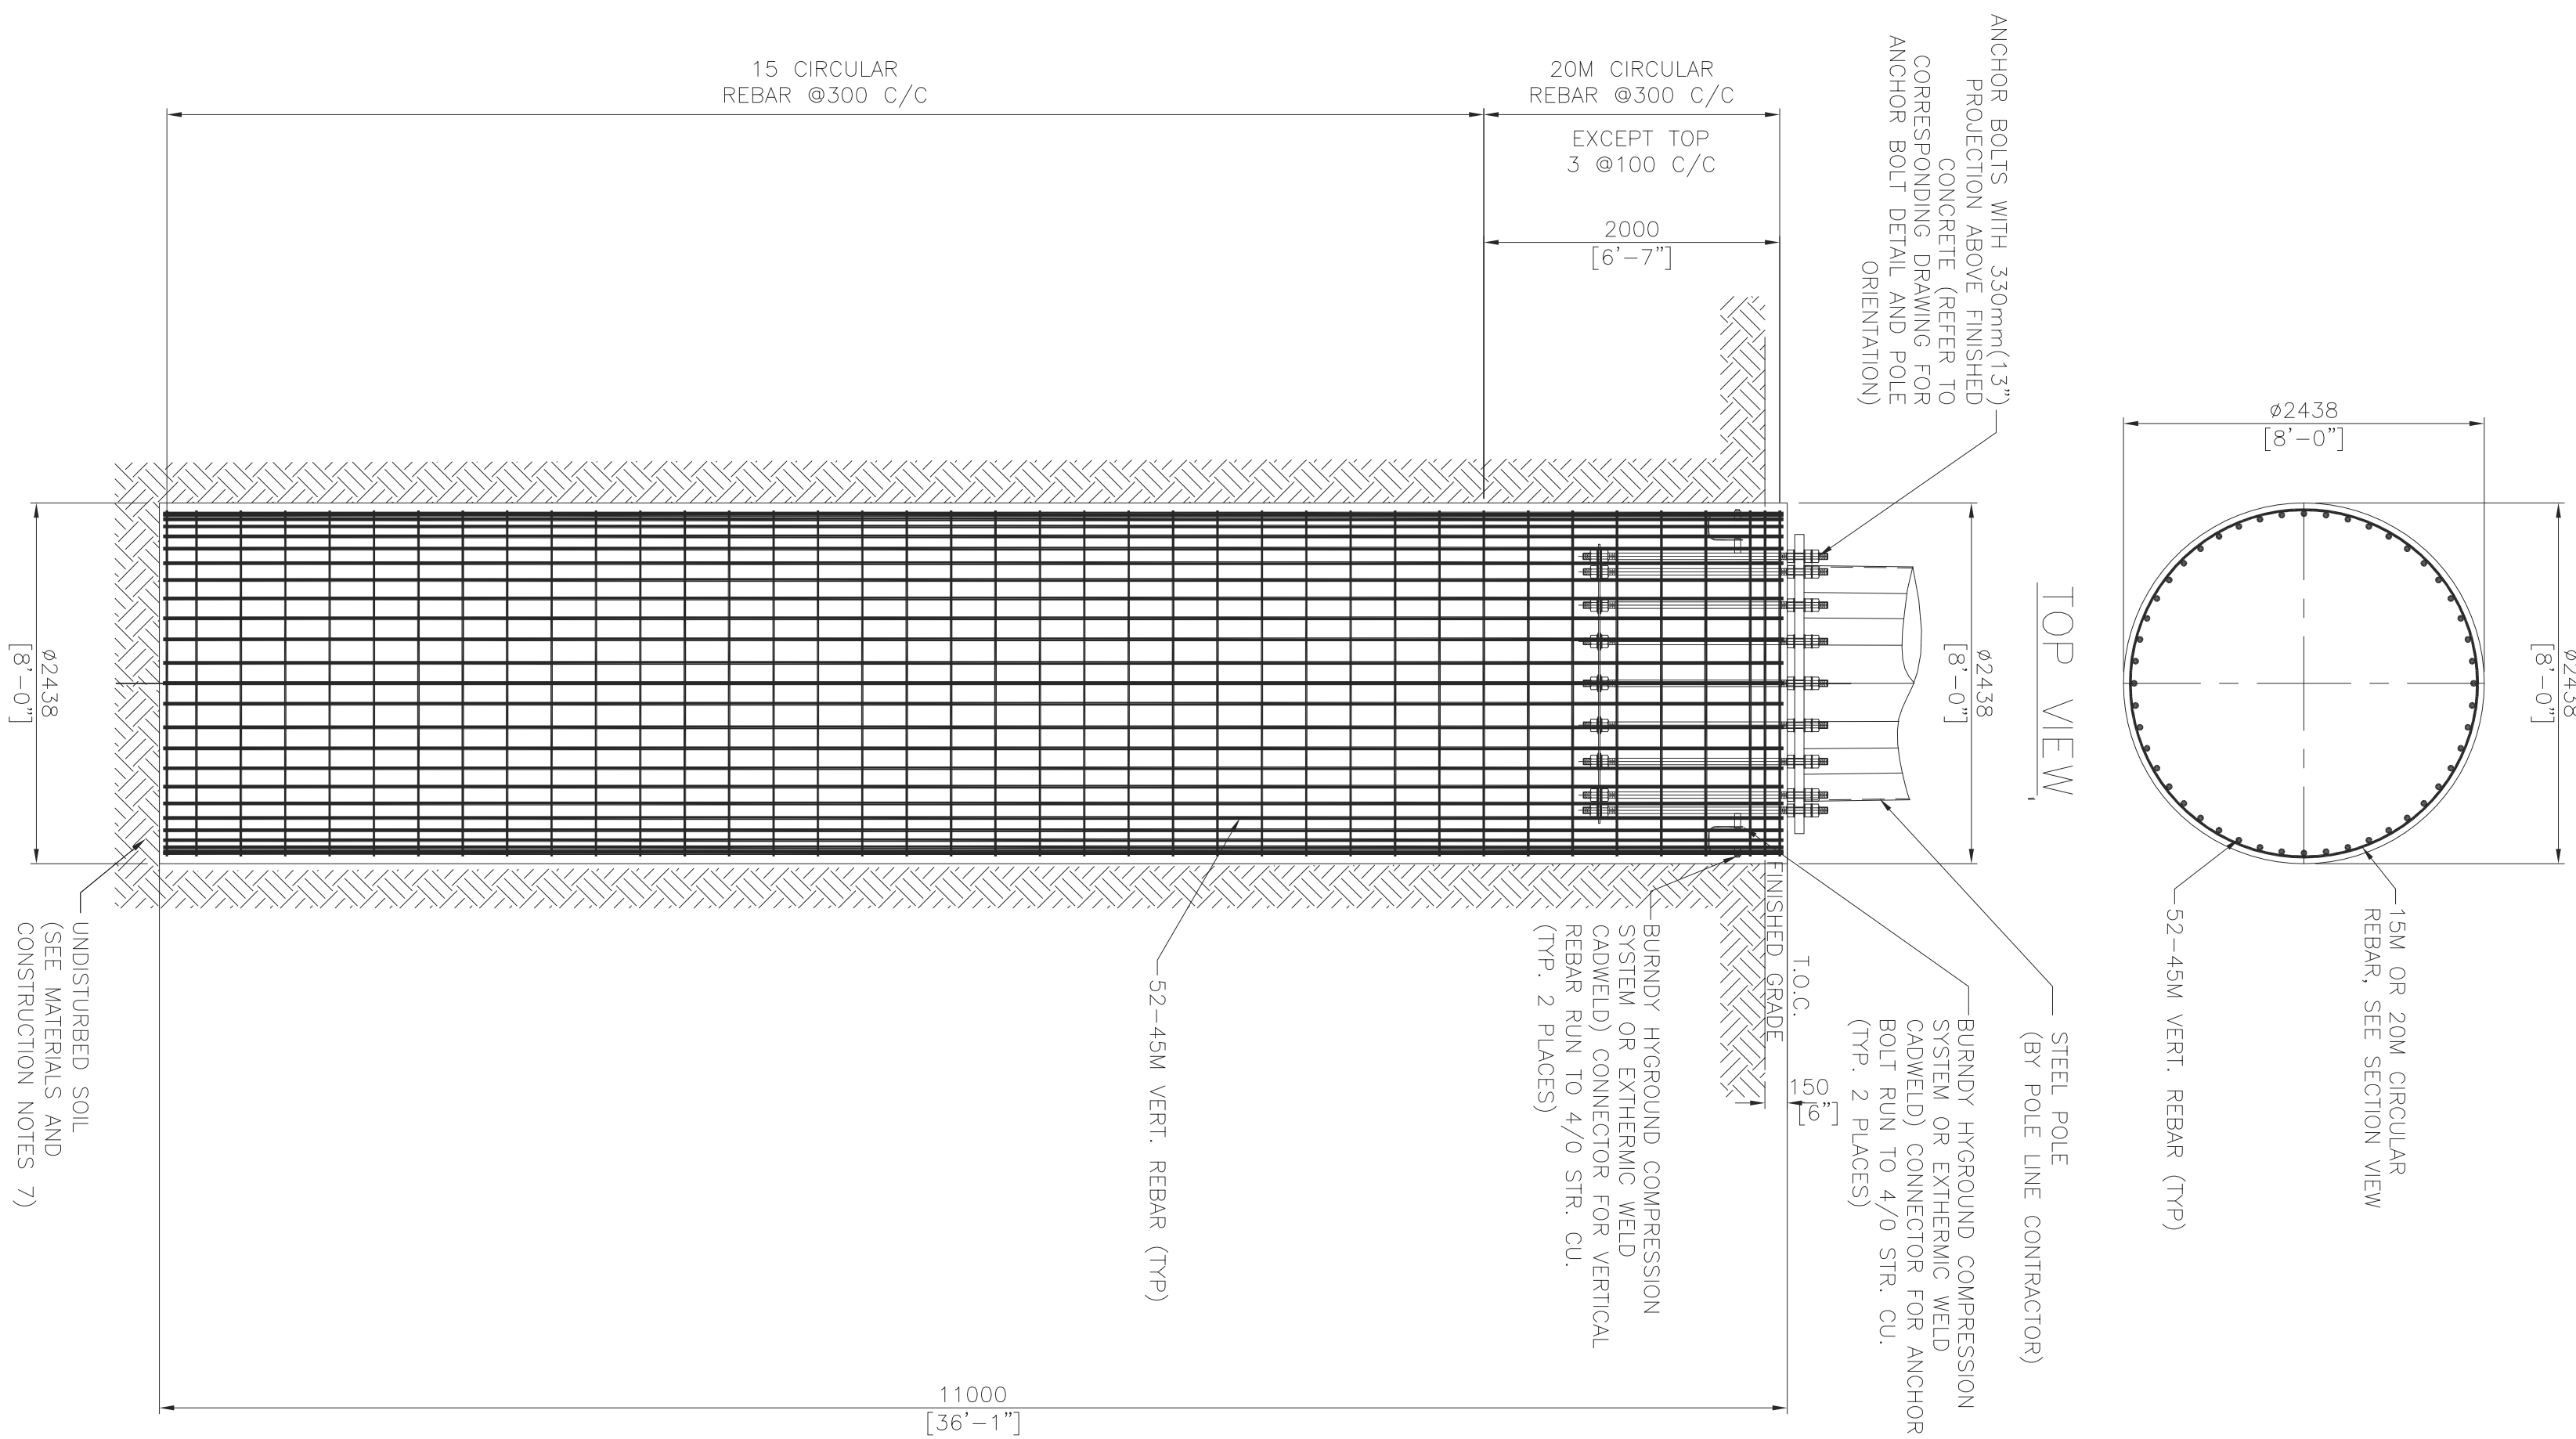 ø2438
[8'-0"]
ø2438
[8'-0"]
15M OR 20M CIRCULAR
REBAR, SEE SECTION VIEW
52-45M VERT. REBAR (TYP)
TOP VIEW
ANCHOR BOLTS WITH 330mm(13")
PROJECTION ABOVE FINISHED
CONCRETE (REFER TO
CORRESPONDING DRAWING FOR
ANCHOR BOLT DETAIL AND POLE
ORIENTATION)
ø2438
[8'-0"]
STEEL POLE
(BY POLE LINE CONTRACTOR)
BURNDY HYGROUND COMPRESSION
SYSTEM OR EXTHERMIC WELD
CADWELD) CONNECTOR FOR ANCHOR
BOLT RUN TO 4/0 STR. CU.
(TYP. 2 PLACES)
T.O.C.
150
[6"]
FINISHED GRADE
BURNDY HYGROUND COMPRESSION
SYSTEM OR EXTHERMIC WELD
CADWELD) CONNECTOR FOR VERTICAL
REBAR RUN TO 4/0 STR. CU.
(TYP. 2 PLACES)
20M CIRCULAR
REBAR @300 C/C
EXCEPT TOP
3 @100 C/C
2000
[6'-7"]
15 CIRCULAR
REBAR @300 C/C
52-45M VERT. REBAR (TYP)
11000
[36'-1"]
UNDISTURBED SOIL
(SEE MATERIALS AND
CONSTRUCTION NOTES 7)
ø2438
[8'-0"]